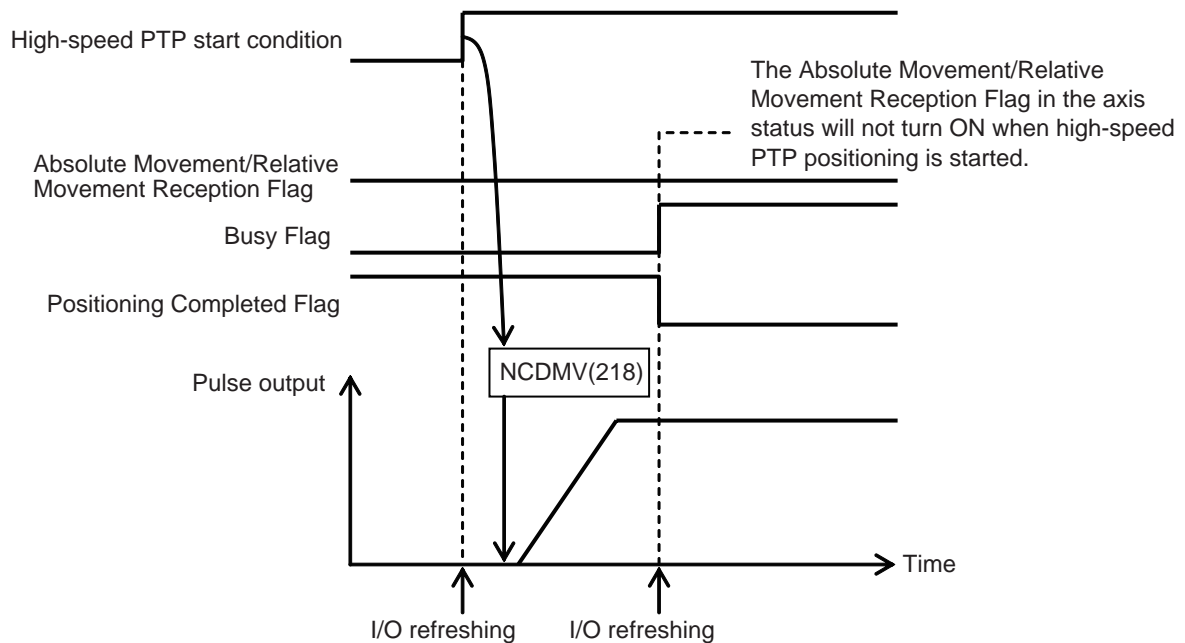 High-speed PTP start condition
The Absolute Movement/Relative
Movement Reception Flag in the axis
status will not turn ON when high-speed
PTP positioning is started.
Absolute Movement/Relative
Movement Reception Flag
Busy Flag
Positioning Completed Flag
NCDMV(218)
Pulse output
Time
I/O refreshing
I/O refreshing